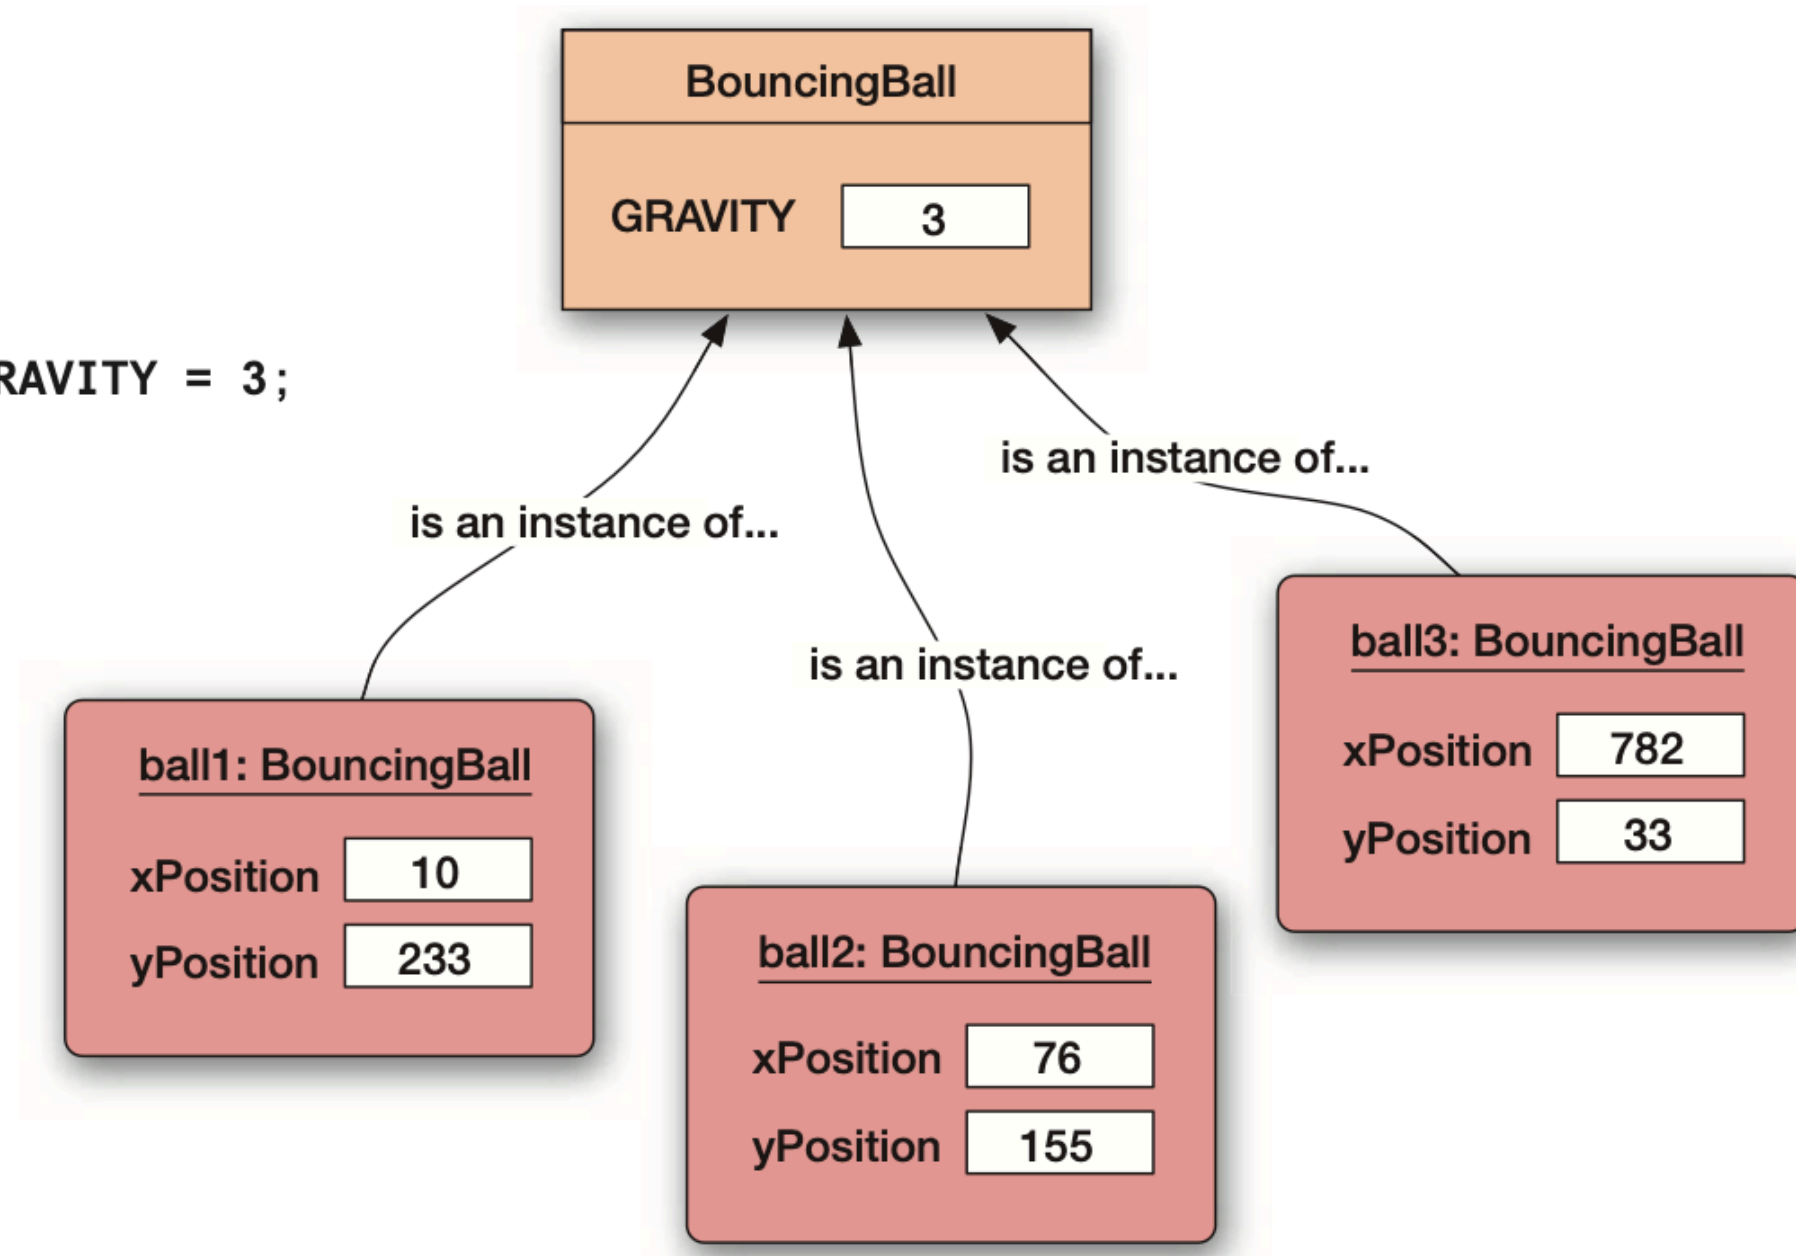 BouncingBall
GRAVITY 3
RAVITY = 3;
is an instance of...
is an instance of...
is an instance of...
ball1: BouncingBall
xPosition 10
yPosition 233
ball2: BouncingBall
xPosition 76
yPosition 155
ball3: BouncingBall
xPosition 782
yPosition 33